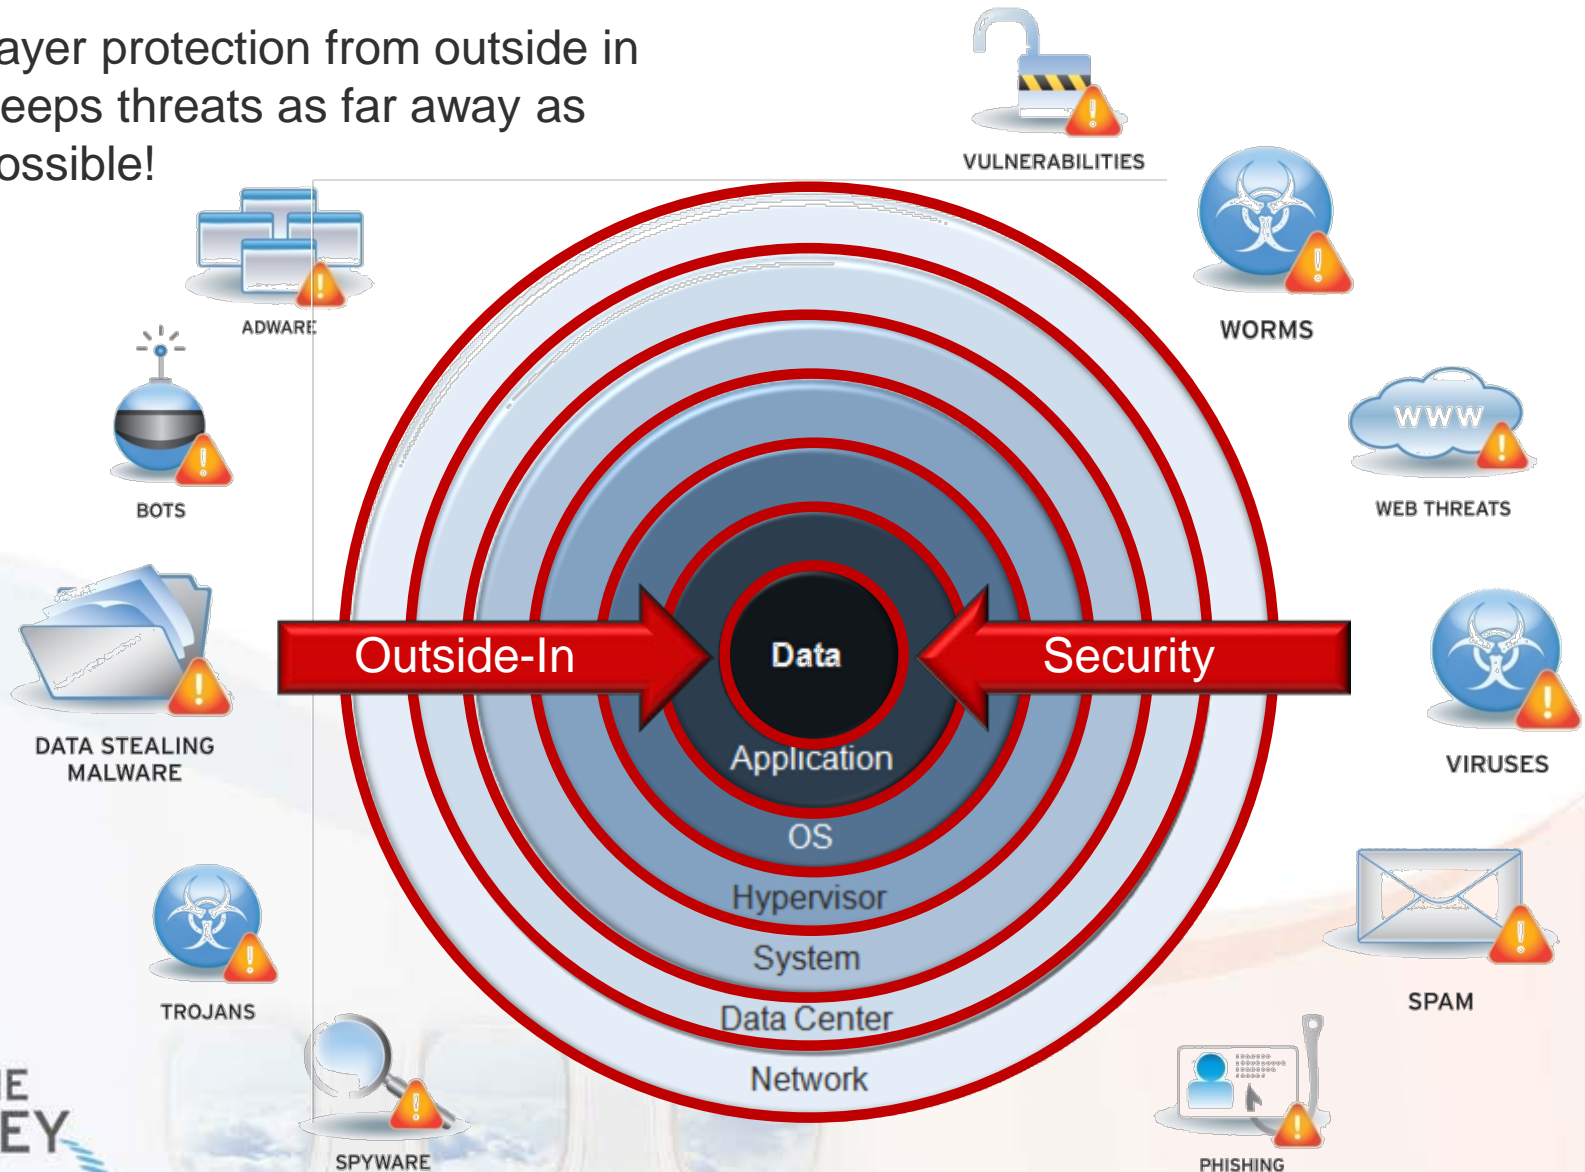 ayer protection from outside in
eeps threats as far away as
ossible!
VULNERABILITIES
WORMS
ADWARE
WWW
BOTS
WEB THREATS
Outside-In
Data
Security
DATA STEALING
MALWARE
Application
VIRUSES
OS
Hypervisor
System
TROJANS
SPAM
Data Center
Network
IE
EY
SPYWARE
PHISHING